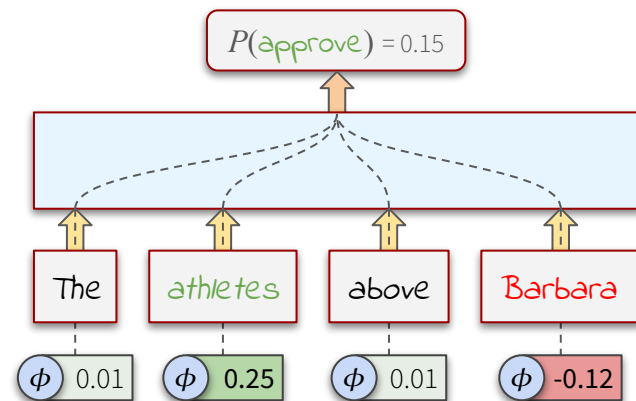 P(approve) = 0.15
The athletes above Barbara
ϕ 0.01 ϕ 0.25 ϕ 0.01 ϕ -0.12